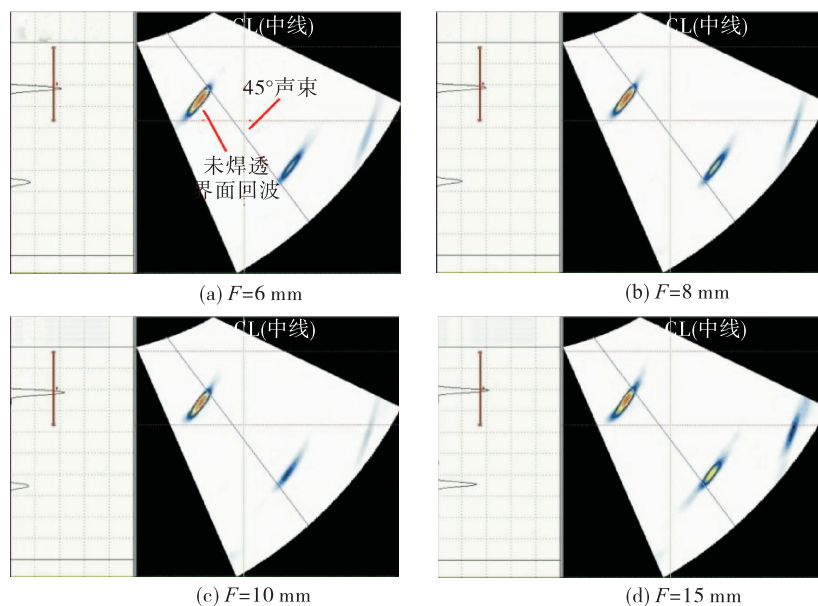 CL(中线)
45°声束
未焊透
界面回波
(a) F=6 mm
CL(中线)
(b) F=8 mm
CL(中线)
(c) F=10 mm
CL(中线)
(d) F=15 mm